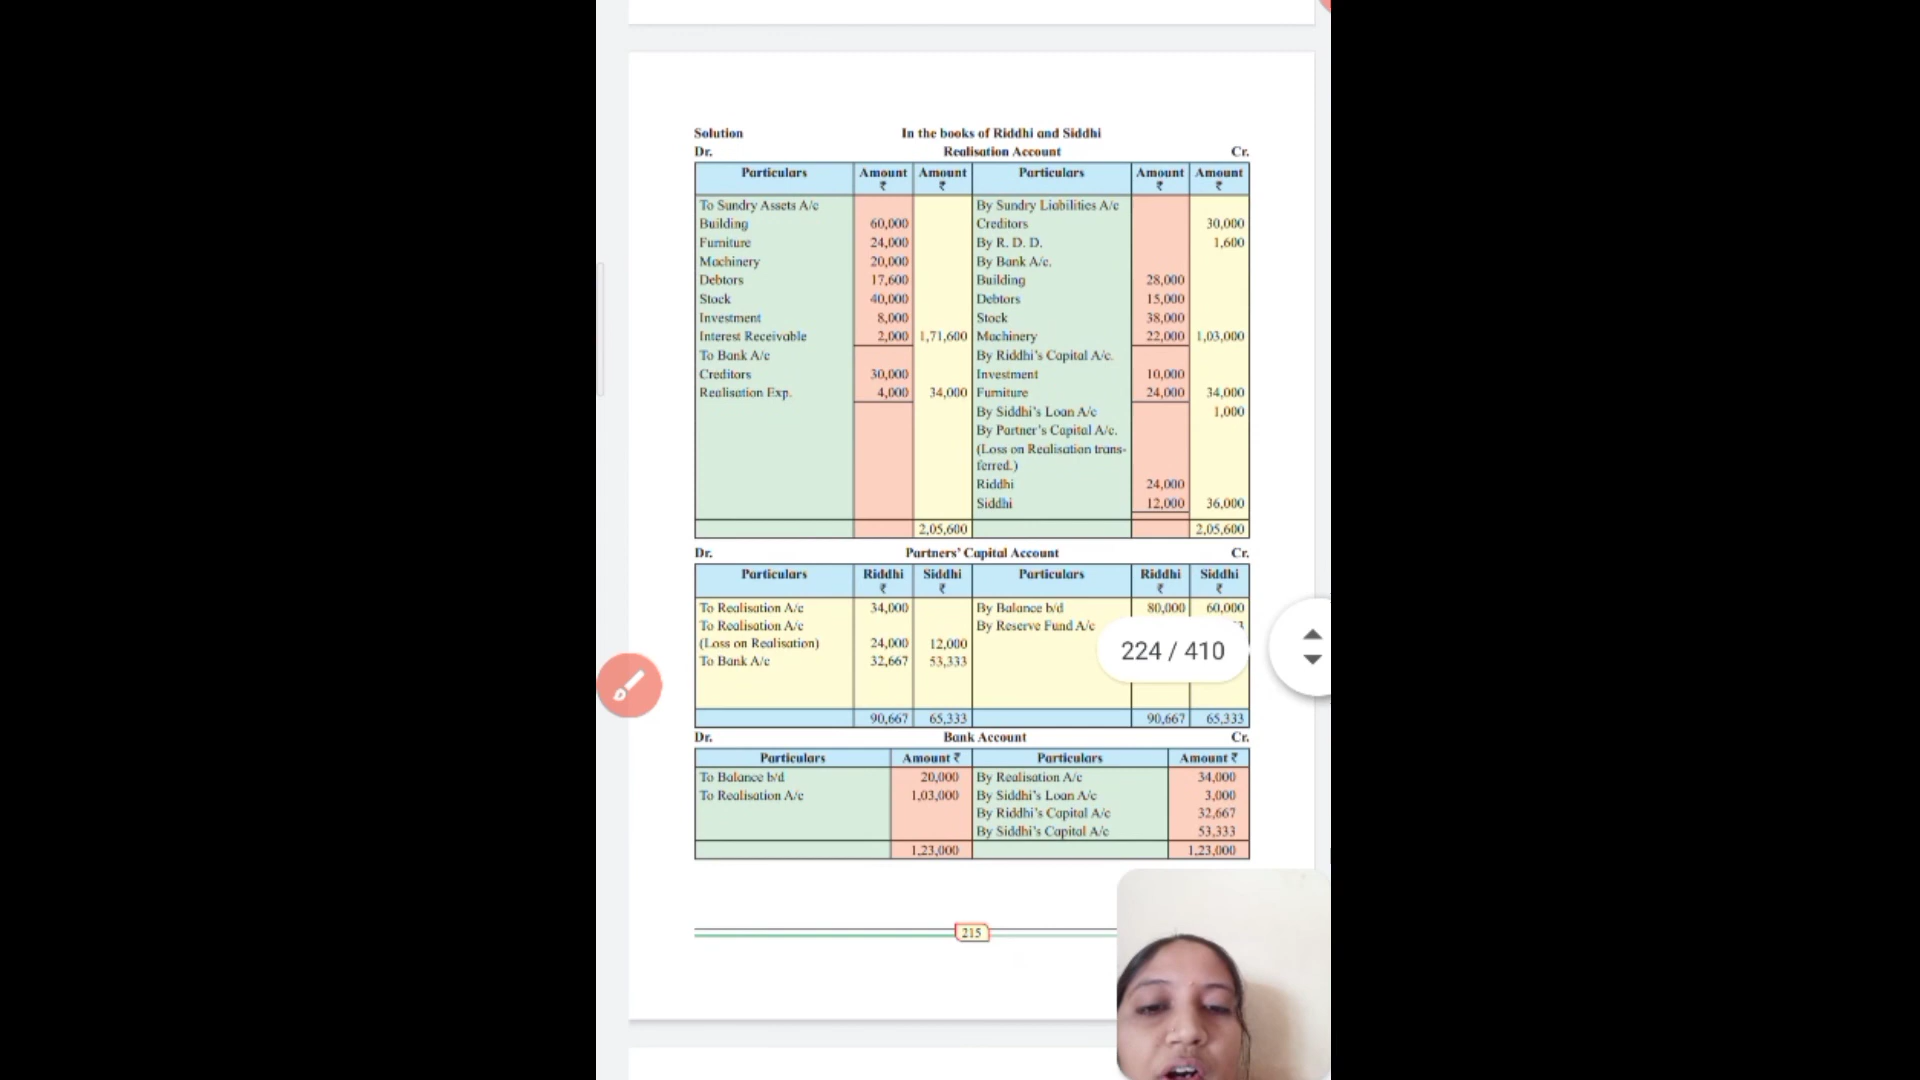 Solution In the books of Riddhi and Siddhi
Dr. Realisation Account Cr.
Particulars Amount ₹ Amount ₹ Particulars Amount ₹ Amount ₹
To Sundry Assets A/c By Sundry Liabilities A/c
Building 60,000 Creditors 30,000
Furniture 24,000 By R. D. D. 1,600
Machinery 20,000 By Bank A/c.
Debtors 17,600 Building 28,000
Stock 40,000 Debtors 15,000
Investment 8,000 Stock 38,000
Interest Receivable 2,000 1,71,600 Machinery 22,000 1,03,000
To Bank A/c By Riddhi's Capital A/c.
Creditors 30,000 Investment 10,000
Realisation Exp. 4,000 34,000 Furniture 24,000 34,000
By Siddhi's Loan A/c 1,000
By Partner's Capital A/c.
(Loss on Realisation trans-
ferred.)
Riddhi 24,000
Siddhi 12,000 36,000
2,05,600 2,05,600
Dr. Partners' Capital Account Cr.
Particulars Riddhi ₹ Siddhi ₹ Particulars Riddhi ₹ Siddhi ₹
To Realisation A/c 34,000 By Balance b/d 80,000 60,000
To Realisation A/c By Reserve Fund A/c
(Loss on Realisation) 24,000 12,000
To Bank A/c 32,667 53,333
224 / 410
90,667 65,333 90,667 65,333
Dr. Bank Account Cr.
Particulars Amount ₹ Particulars Amount ₹
To Balance b/d 20,000 By Realisation A/c 34,000
To Realisation A/c 1,03,000 By Siddhi's Loan A/c 3,000
By Riddhi's Capital A/c 32,667
By Siddhi's Capital A/c 53,333
1,23,000 1,23,000
215